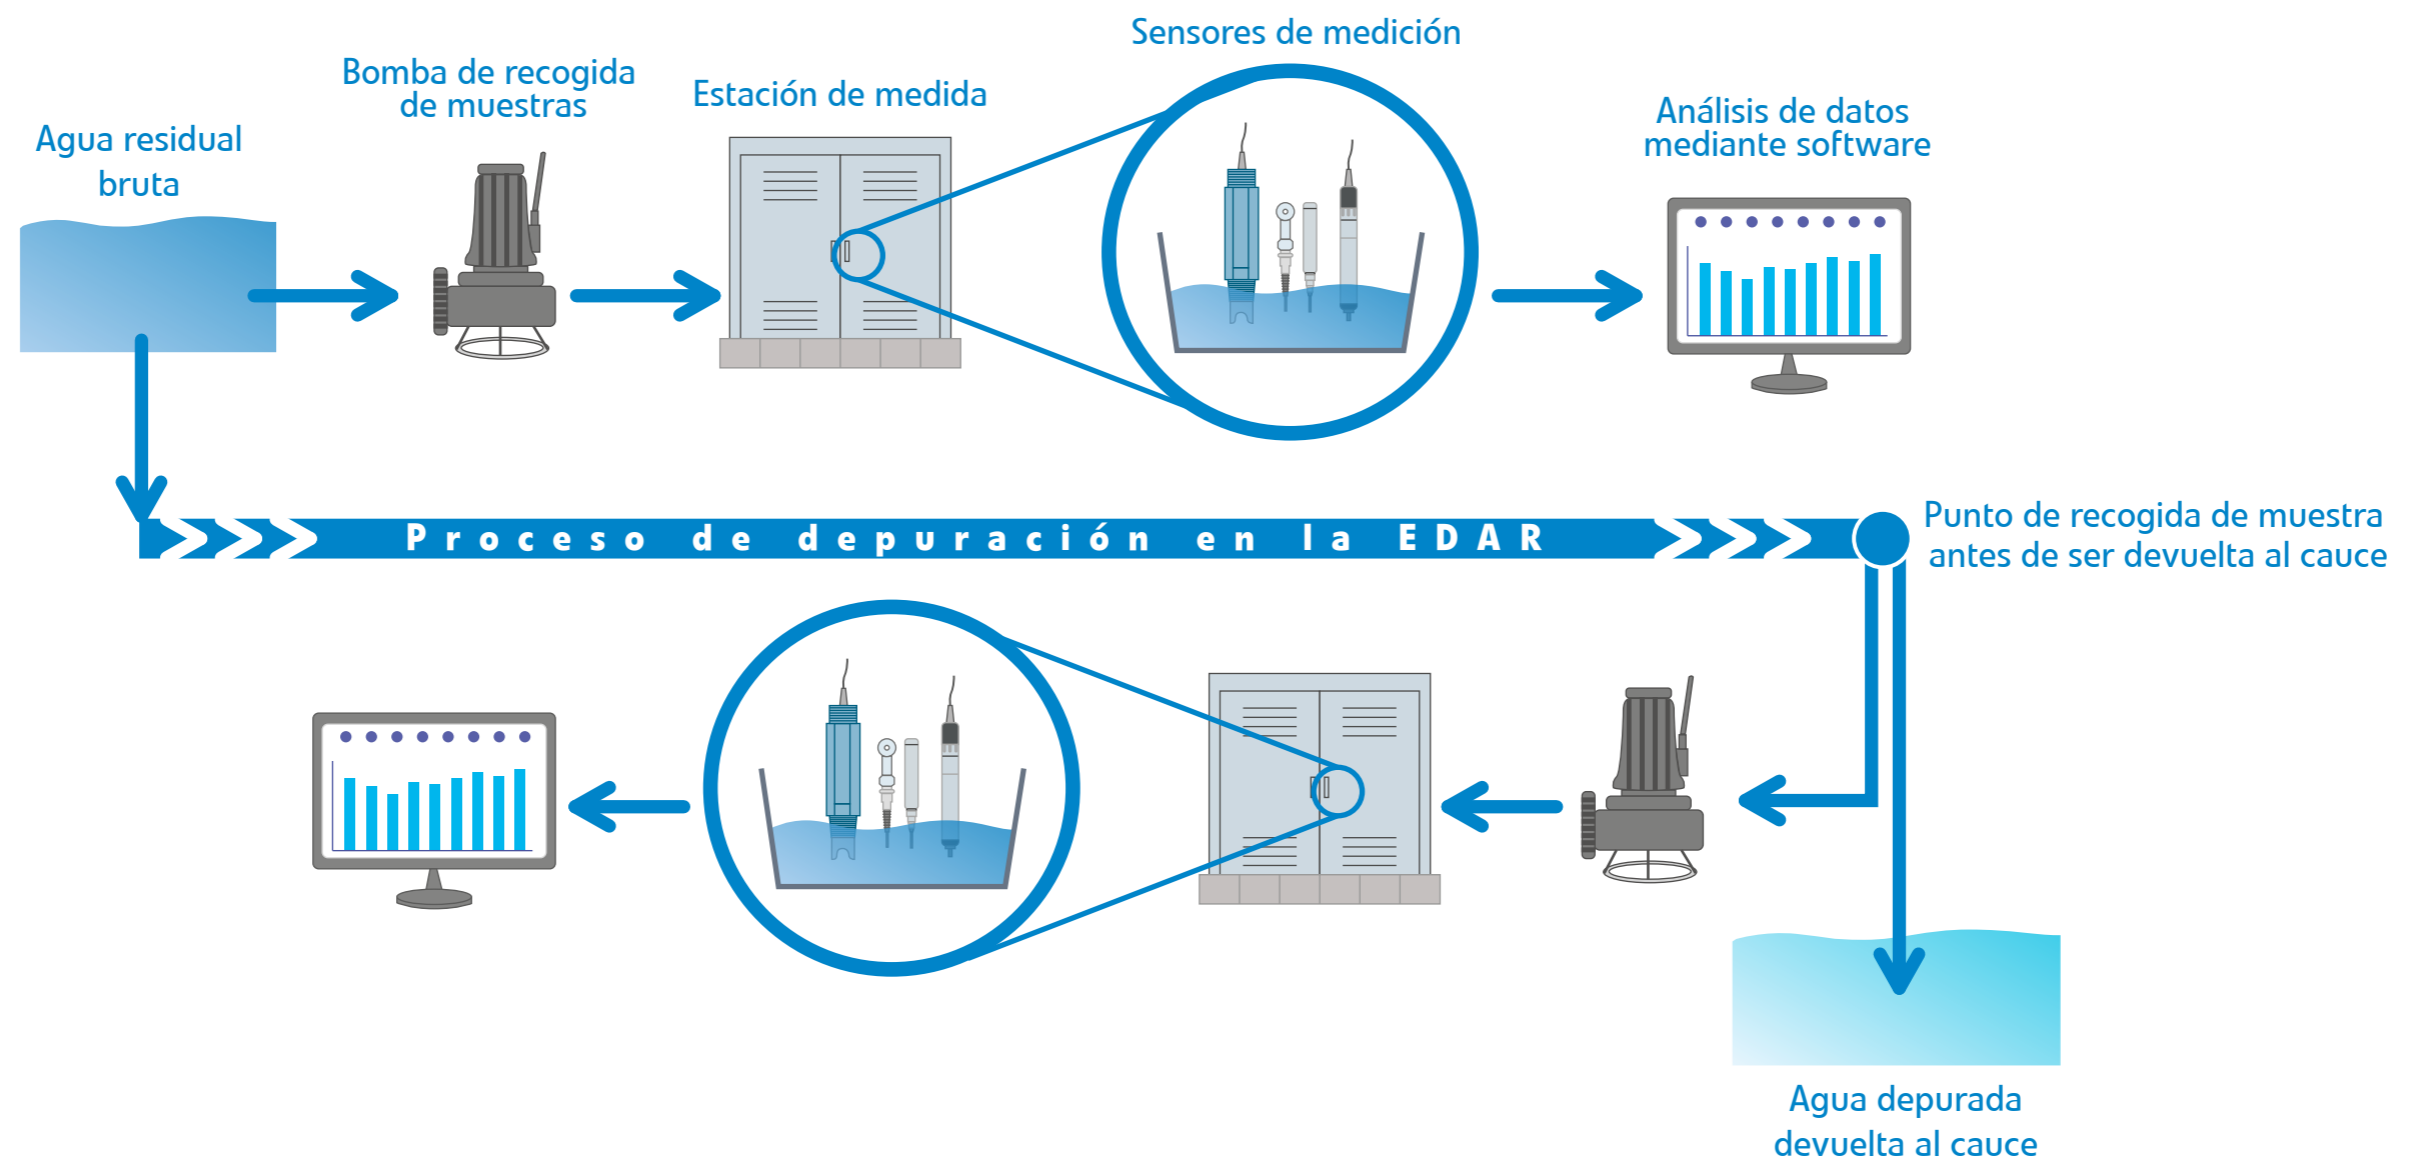 Sensores de medición
Bomba de recogida
de muestras
Estación de medida
Análisis de datos
mediante software
Agua residual
bruta
Proceso de depuración en la EDAR
Punto de recogida de muestra
antes de ser devuelta al cauce
Agua depurada
devuelta al cauce